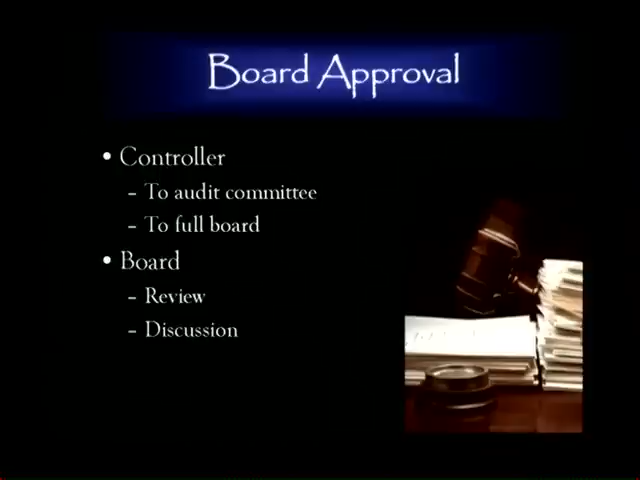 Board Approval
• Controller
– To audit committee
– To full board
• Board
– Review
– Discussion